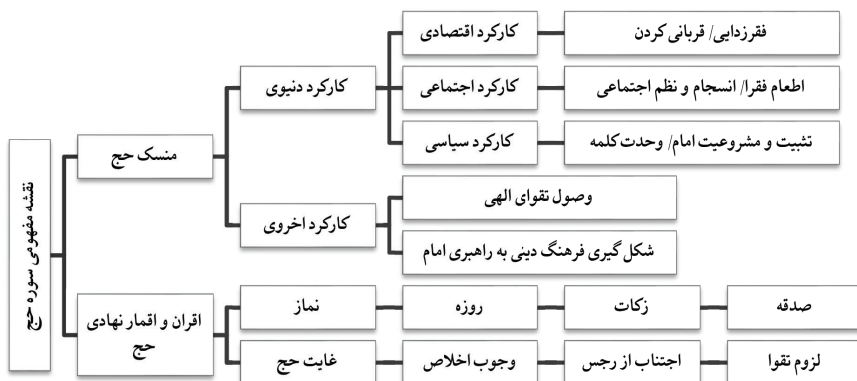 نقشه مفهومی سوره حج
منسک حج
کارکرد دنیوی
کارکرد اقتصادی
فقرزدایی/ قربانی کردن
کارکرد اجتماعی
اطعام فقرا/ انسجام و نظم اجتماعی
کارکرد سیاسی
تثبیت و مشروعیت امام/ وحدت کلمه
کارکرد اخروی
وصول تقوای الهی
شکل گیری فرهنگ دینی به راهبری امام
اقران و اقمار نهادی
حج
نماز
روزه
زکات
صدقه
غایت حج
وجوب اخلاص
اجتناب از رجس
لزوم تقوا